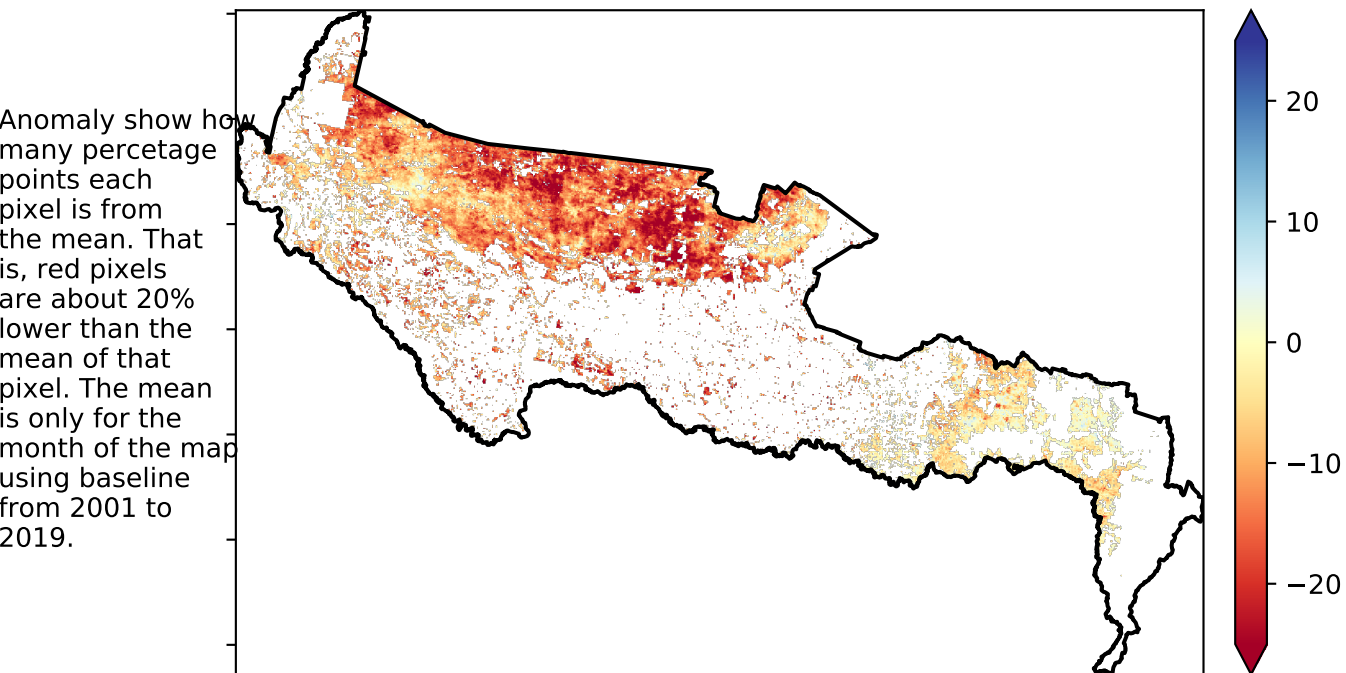 Anomaly show how
many percetage
points each
pixel is from
the mean. That
is, red pixels
are about 20%
lower than the
mean of that
pixel. The mean
is only for the
month of the map
using baseline
from 2001 to
2019.
20
10
0
−10
−20